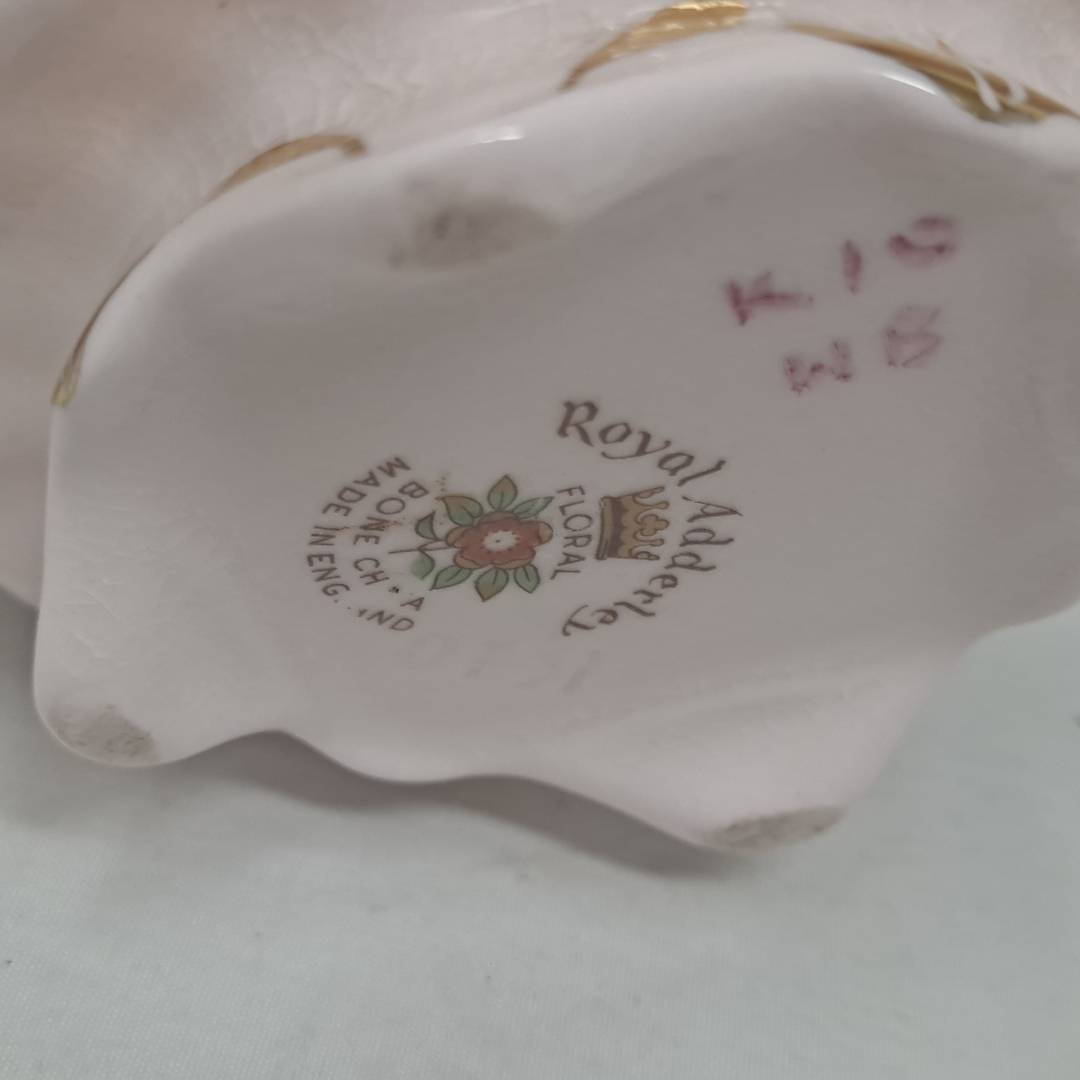 Royal Adderley
FLORAL
BONE CH A
MADE IN ENG ND